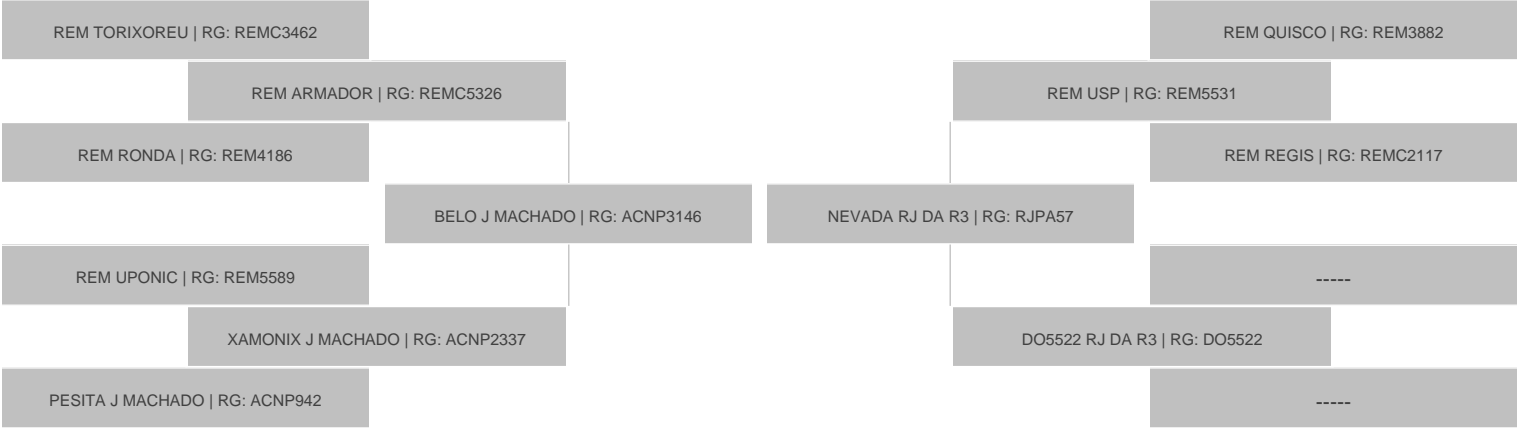 REM TORIXOREU | RG: REMC3462
REM QUISCO | RG: REM3882
REM ARMADOR | RG: REMC5326
REM USP | RG: REM5531
REM RONDA | RG: REM4186
REM REGIS | RG: REMC2117
BELO J MACHADO | RG: ACNP3146
NEVADA RJ DA R3 | RG: RJPA57
REM UPONIC | RG: REM5589
-----
XAMONIX J MACHADO | RG: ACNP2337
DO5522 RJ DA R3 | RG: DO5522
PESITA J MACHADO | RG: ACNP942
-----